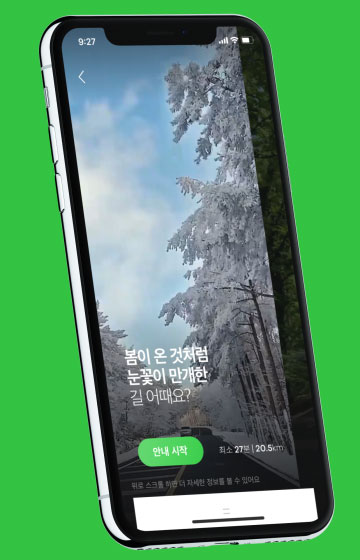 9:27
봄이 온 것처럼
눈꽃이 만개한
길 어때요?
안내 시작
최소 27분 | 20.5km
위로 스크롤 하면 더 자세한 정보를 볼 수 있어요